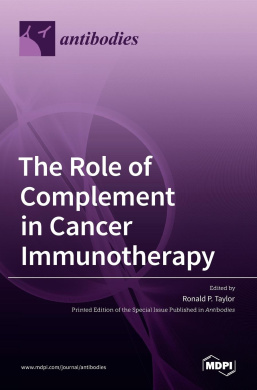 antibodies
The Role of
Complement
in Cancer
Immunotherapy
Edited by
Ronald P. Taylor
Printed Edition of the Special Issue Published in Antibodies
www.mdpi.com/journal/antibodies
MDPI